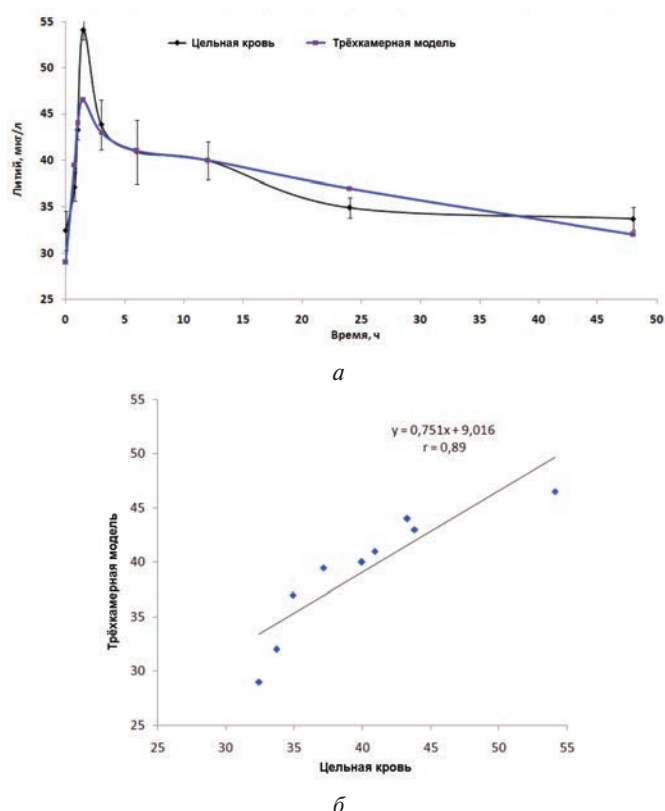 55
50
45
40
35
30
25
Литий, мкг/л
Цельная кровь
Трёхкамерная модель
0 5 10 15 20 25 30 35 40 45 50
Время, ч
а
55
50
45
40
35
30
25
Трёхкамерная модель
y = 0,751x + 9,016
r = 0,89
25 30 35 40 45 50 55
Цельная кровь
б